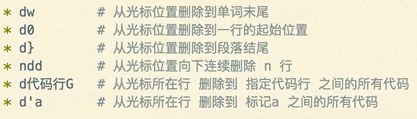 * dw # 从光标位置删除到单词末尾
* d0 # 从光标位置删除到一行的起始位置
* d} # 从光标位置删除到段落结尾
* ndd # 从光标位置向下连续删除 n 行
* d代码行G # 从光标所在行 删除到 指定代码行 之间的所有代码
* d'a # 从光标所在行 删除到 标记a 之间的所有代码